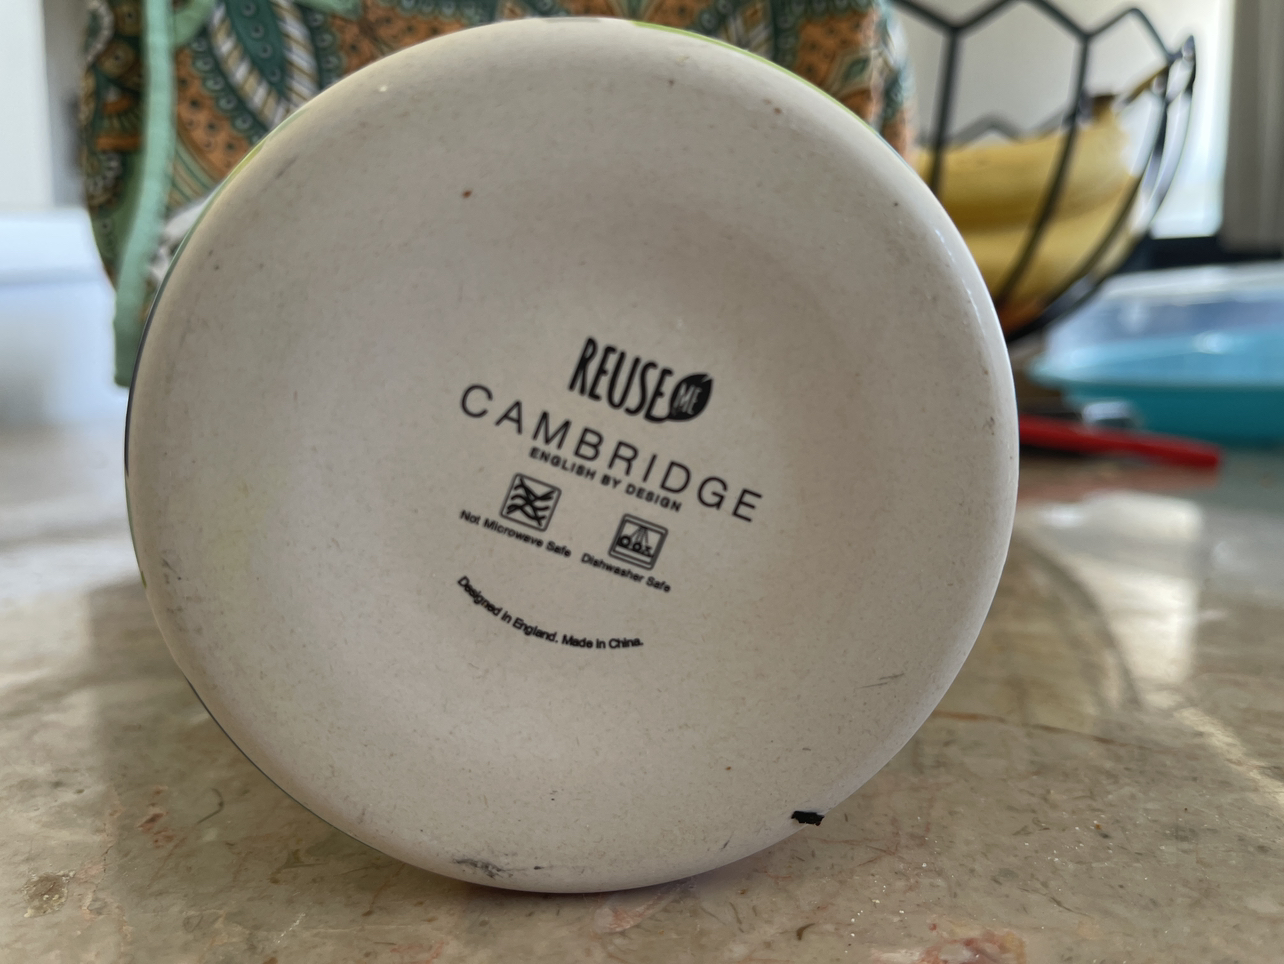 REUSE ME
CAMBRIDGE
ENGLISH BY DESIGN
Not Microwave Safe
Dishwasher Safe
Designed in England. Made in China.